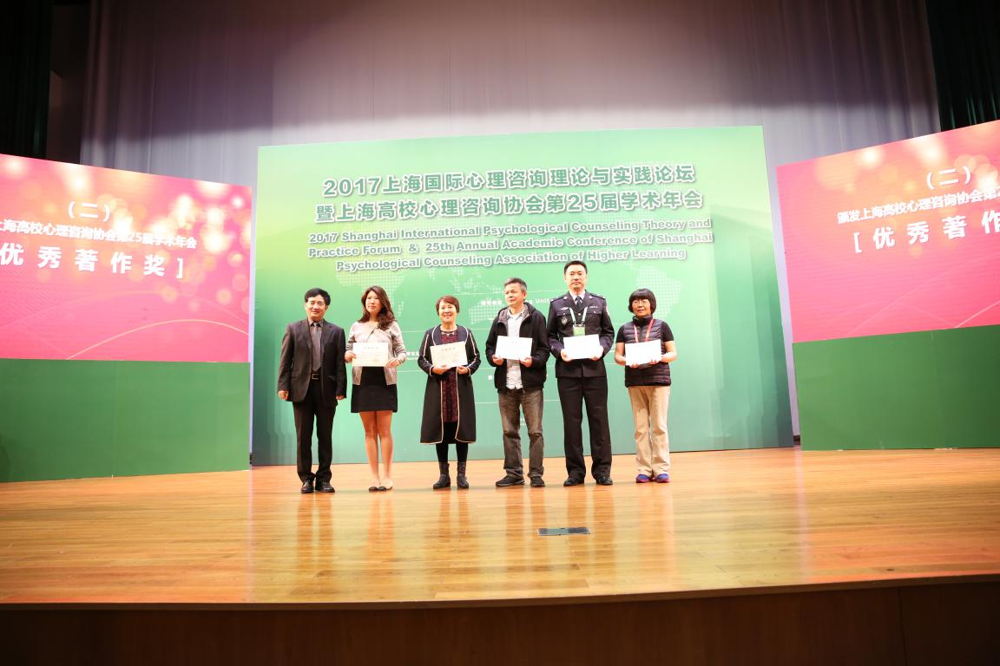 2017上海国际心理咨询理论与实践论坛
暨上海高校心理咨询协会第25届学术年会
2017 Shanghai International Psychological Counseling Theory and
Practice Forum & 25th Annual Academic Conference of Shanghai
Psychological Counseling Association of Higher Learning
(二)
上海高校心理咨询协会第25届学术年会
优秀著作奖]
(二)
颁发上海高校心理咨询协会第2
[优秀著作